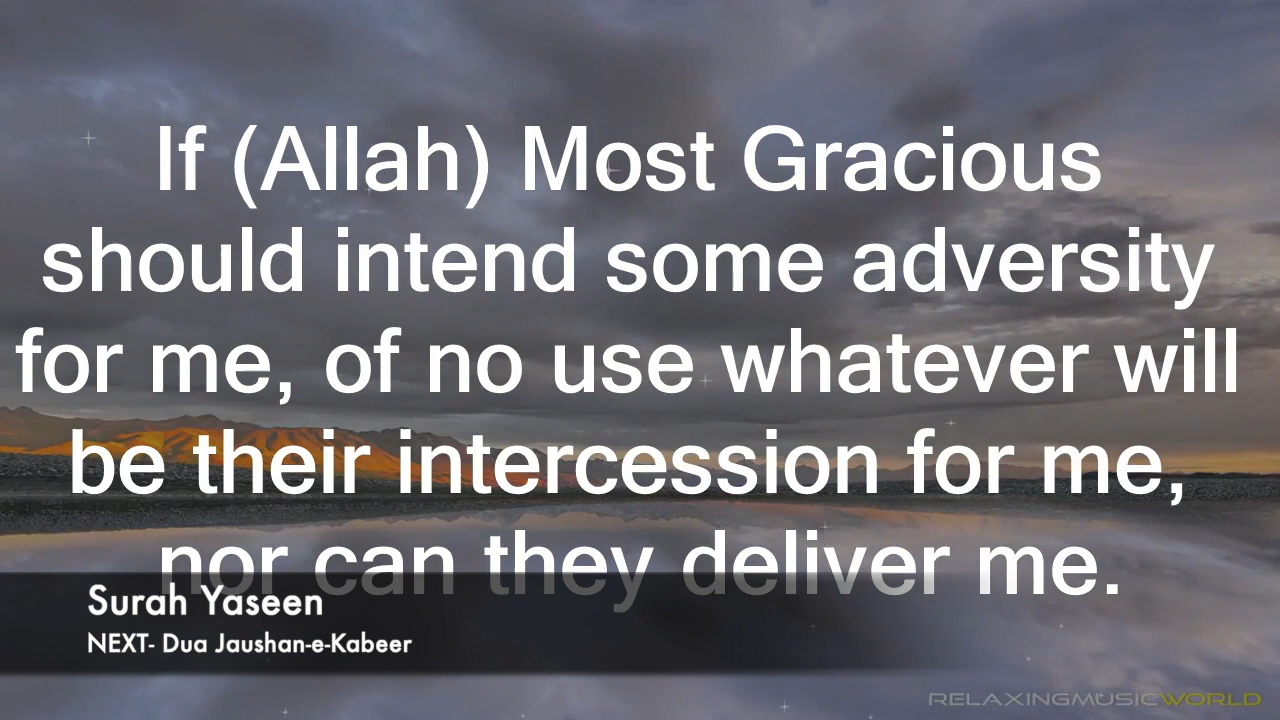 If (Allah) Most Gracious
should intend some adversity
for me, of no use whatever will
be their intercession for me,
nor can they deliver me.
Surah Yaseen
NEXT- Dua Jaushan-e-Kabeer
RELAXINGMUSICWORLD